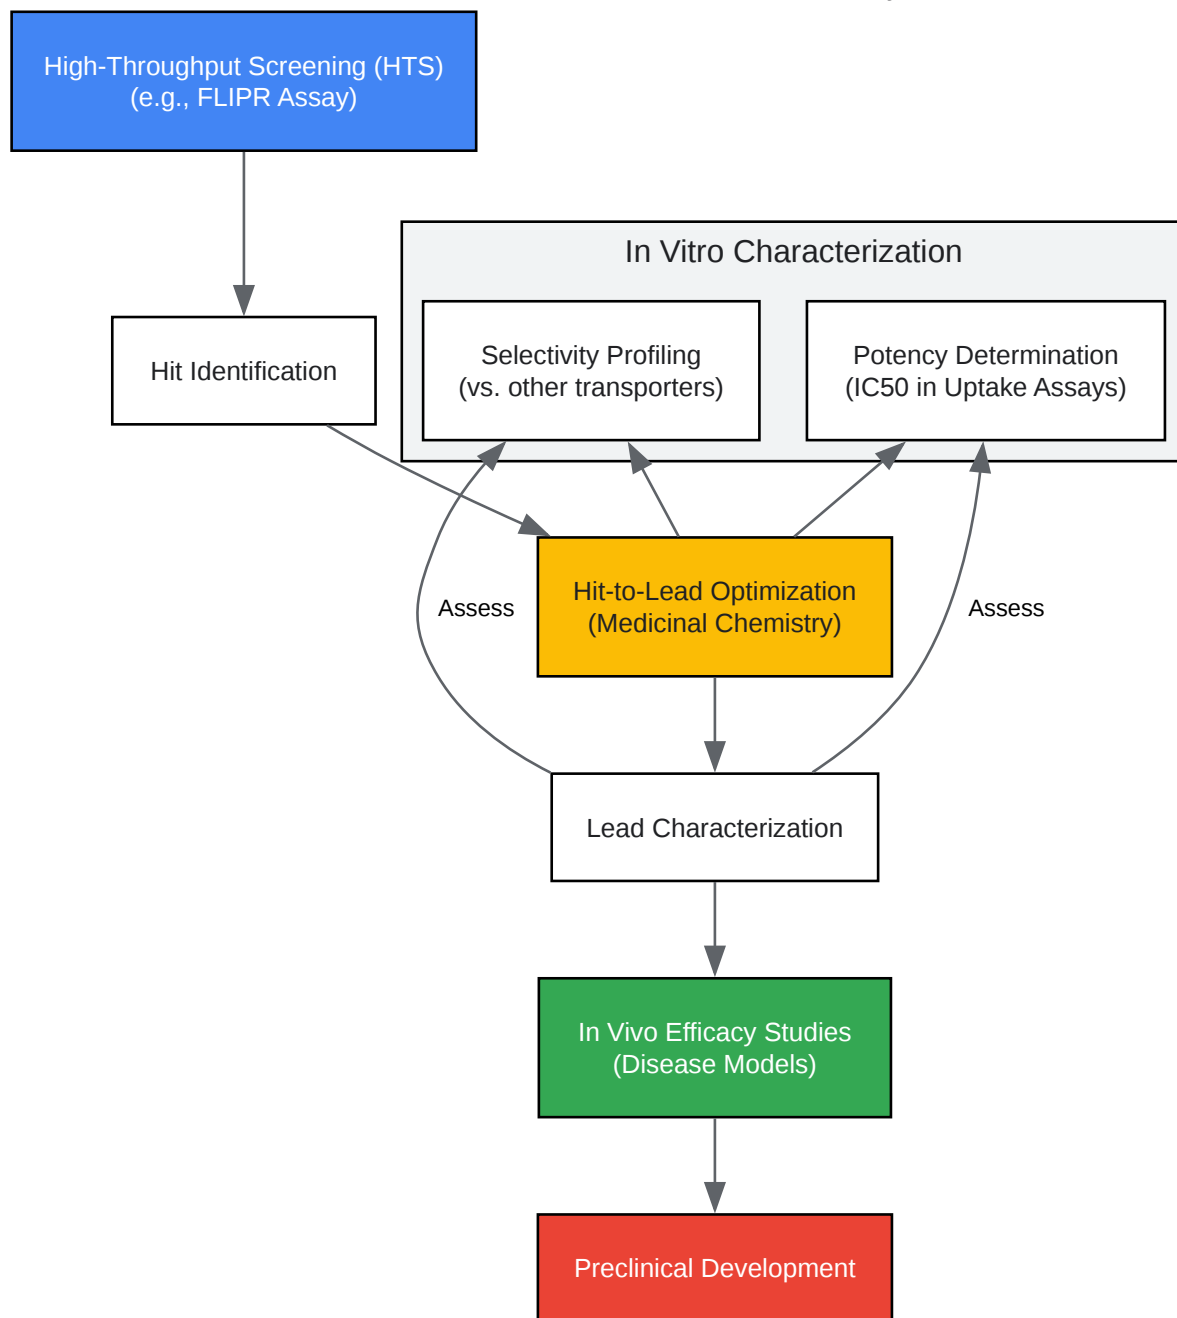 High-Throughput Screening (HTS)
(e.g., FLIPR Assay)
In Vitro Characterization
Hit Identification
Selectivity Profiling
(vs. other transporters)
Potency Determination
(IC50 in Uptake Assays)
Hit-to-Lead Optimization
(Medicinal Chemistry)
Assess
Assess
Lead Characterization
In Vivo Efficacy Studies
(Disease Models)
Preclinical Development